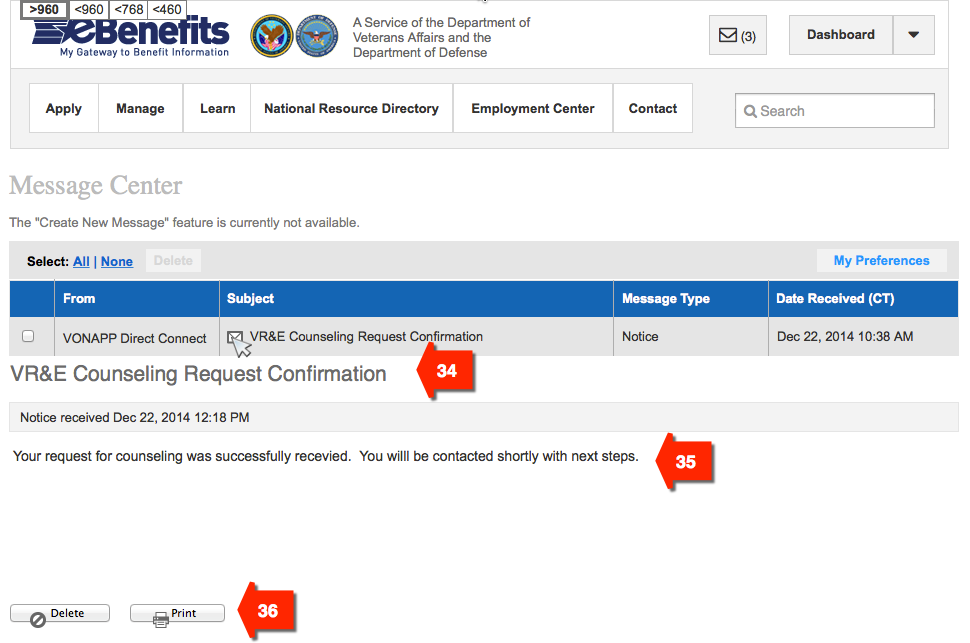 >960 <960 <768 <460
eBenefits
My Gateway to Benefit Information
A Service of the Department of
Veterans Affairs and the
Department of Defense
(3)
Dashboard
Apply Manage Learn National Resource Directory Employment Center Contact
Search
Message Center
The "Create New Message" feature is currently not available.
Select: All | None Delete My Preferences
From Subject Message Type Date Received (CT)
VONAPP Direct Connect VR&E Counseling Request Confirmation Notice Dec 22, 2014 10:38 AM
VR&E Counseling Request Confirmation 34
Notice received Dec 22, 2014 12:18 PM
Your request for counseling was successfully recevied. You willl be contacted shortly with next steps. 35
Delete Print 36